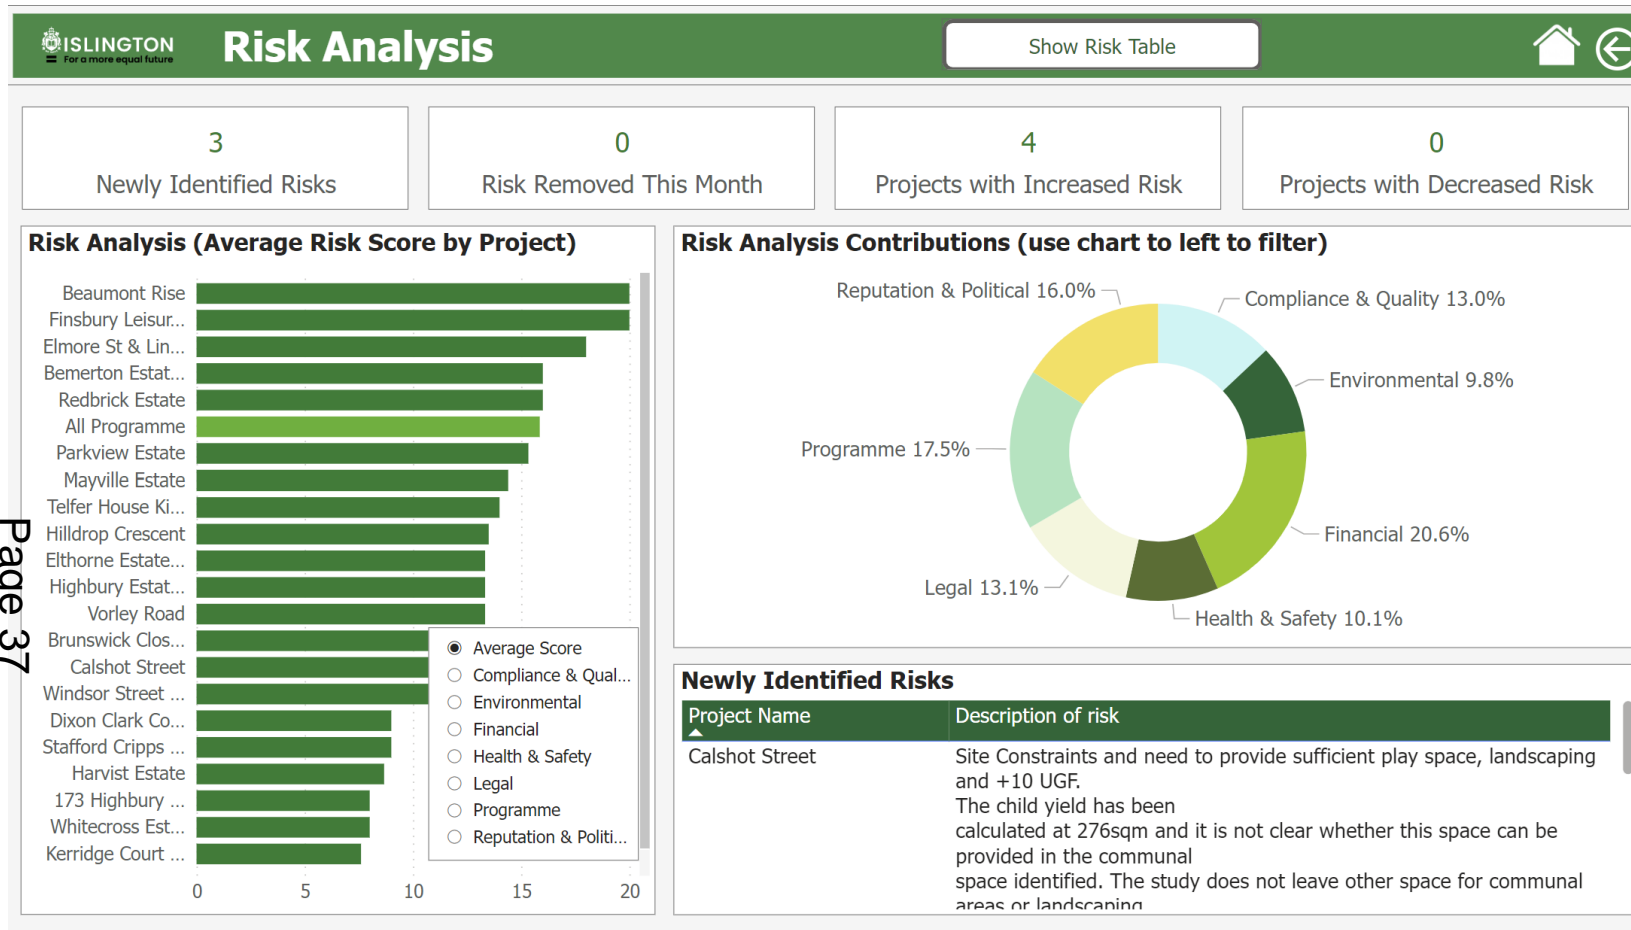 ISLINGTON
For a more equal future
Risk Analysis
Show Risk Table
3
Newly Identified Risks
0
Risk Removed This Month
4
Projects with Increased Risk
0
Projects with Decreased Risk
Risk Analysis (Average Risk Score by Project)
Beaumont Rise
Finsbury Leisur...
Elmore St & Lin...
Bemerton Estat...
Redbrick Estate
All Programme
Parkview Estate
Mayville Estate
Telfer House Ki...
Hilldrop Crescent
Elthorne Estate...
Highbury Estat...
Vorley Road
Brunswick Clos...
Calshot Street
Windsor Street ...
Dixon Clark Co...
Stafford Cripps ...
Harvist Estate
173 Highbury ...
Whitecross Est...
Kerridge Court ...
0 5 10 15 20
Average Score
Compliance & Qual...
Environmental
Financial
Health & Safety
Legal
Programme
Reputation & Politi...
Risk Analysis Contributions (use chart to left to filter)
Reputation & Political 16.0%
Compliance & Quality 13.0%
Environmental 9.8%
Programme 17.5%
Financial 20.6%
Legal 13.1%
Health & Safety 10.1%
Newly Identified Risks
Project Name Description of risk
Calshot Street Site Constraints and need to provide sufficient play space, landscaping
and +10 UGF.
The child yield has been
calculated at 276sqm and it is not clear whether this space can be
provided in the communal
space identified. The study does not leave other space for communal
areas or landscaping
Page 37